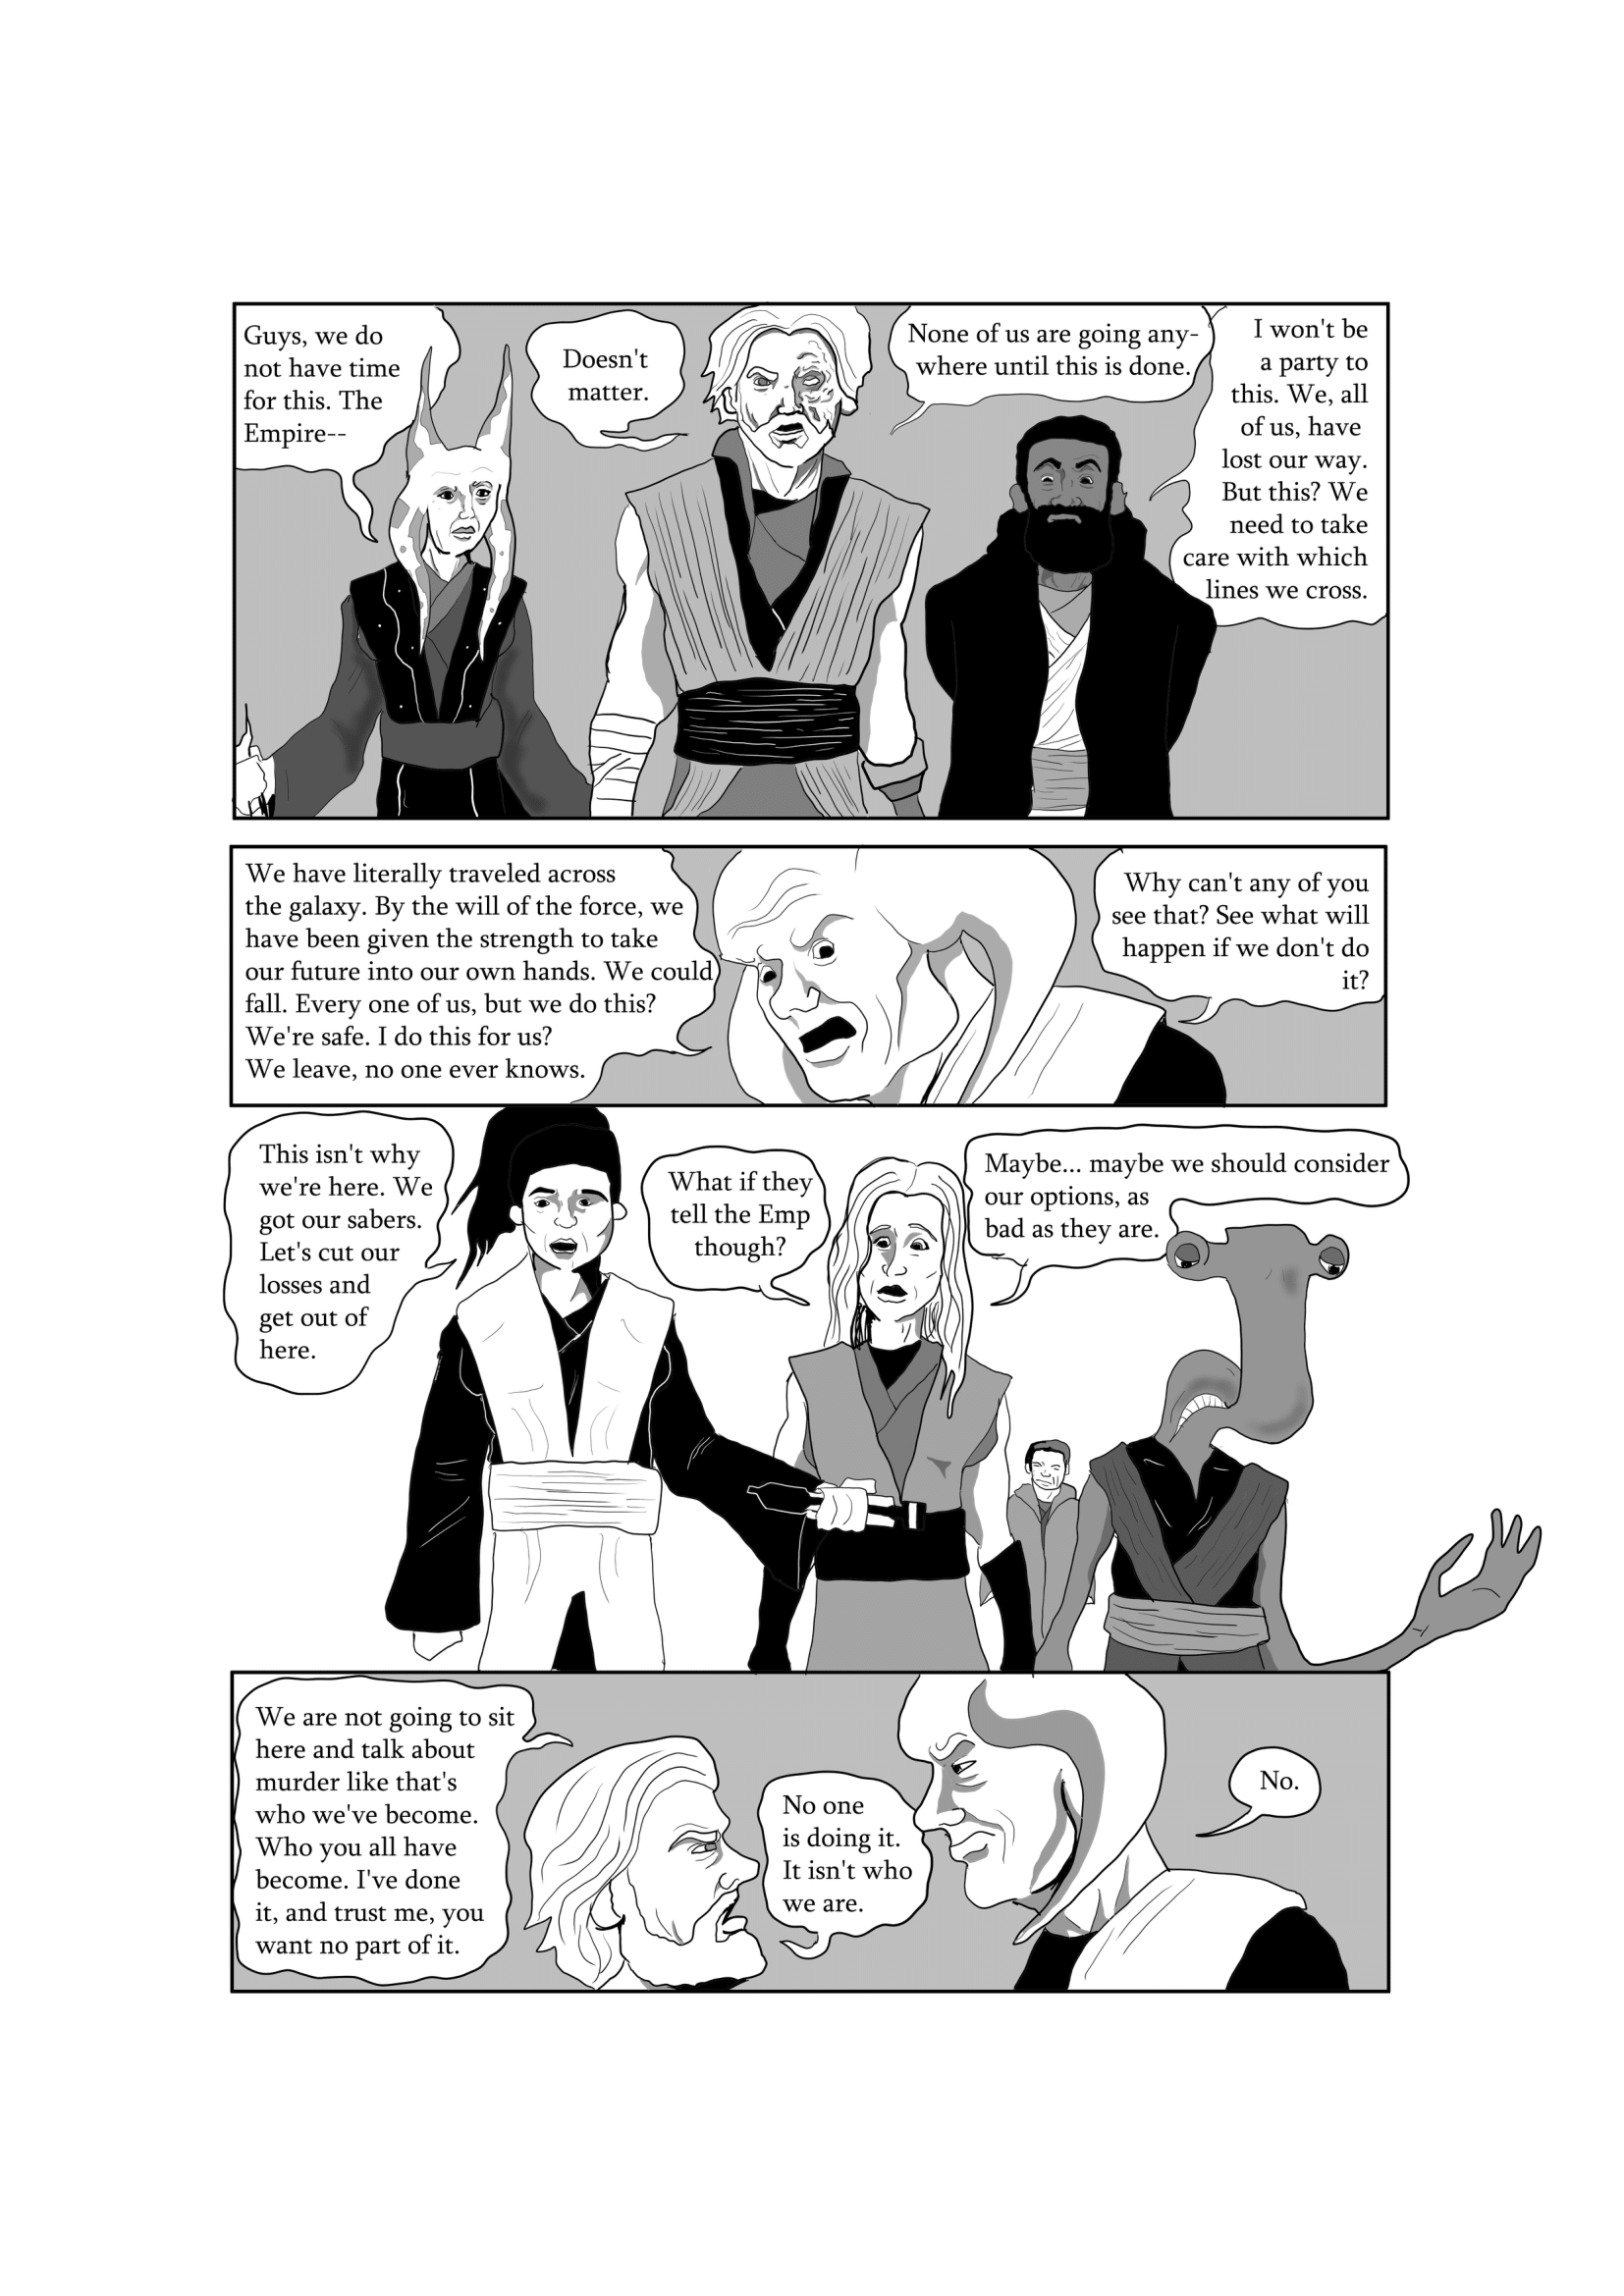 Guys, we do
not have time
for this. The
Empire--
Doesn't
matter.
None of us are going any-
where until this is done.
I won't be
a party to
this. We, all
of us, have
lost our way.
But this? We
need to take
care with which
lines we cross.
We have literally traveled across
the galaxy. By the will of the force, we
have been given the strength to take
our future into our own hands. We could
fall. Every one of us, but we do this?
We're safe. I do this for us?
We leave, no one ever knows.
Why can't any of you
see that? See what will
happen if we don't do
it?
This isn't why
we're here. We
got our sabers.
Let's cut our
losses and
get out of
here.
What if they
tell the Emp
though?
Maybe... maybe we should consider
our options, as
bad as they are.
We are not going to sit
here and talk about
murder like that's
who we've become.
Who you all have
become. I've done
it, and trust me, you
want no part of it.
No one
is doing it.
It isn't who
we are.
No.